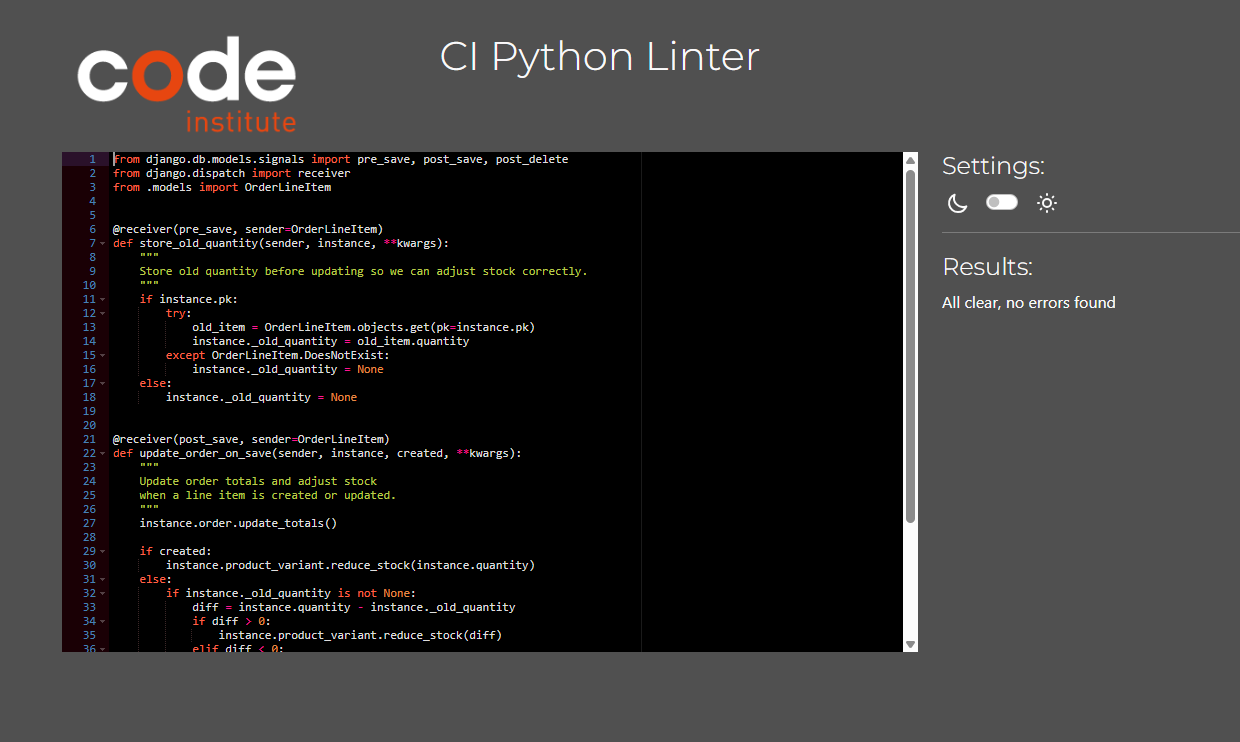 code
institute
CI Python Linter
1 from django.db.models.signals import pre_save, post_save, post_delete
2 from django.dispatch import receiver
3 from .models import OrderLineItem
4
5
6 @receiver(pre_save, sender=OrderLineItem)
7 def store_old_quantity(sender, instance, **kwargs):
8     """
9     Store old quantity before updating so we can adjust stock correctly.
10     """
11     if instance.pk:
12         try:
13             old_item = OrderLineItem.objects.get(pk=instance.pk)
14             instance._old_quantity = old_item.quantity
15         except OrderLineItem.DoesNotExist:
16             instance._old_quantity = None
17     else:
18         instance._old_quantity = None
19
20
21 @receiver(post_save, sender=OrderLineItem)
22 def update_order_on_save(sender, instance, created, **kwargs):
23     """
24     Update order totals and adjust stock
25     when a line item is created or updated.
26     """
27     instance.order.update_totals()
28
29     if created:
30         instance.product_variant.reduce_stock(instance.quantity)
31     else:
32         if instance._old_quantity is not None:
33             diff = instance.quantity - instance._old_quantity
34             if diff > 0:
35                 instance.product_variant.reduce_stock(diff)
36             elif diff < 0:
Settings:
Results:
All clear, no errors found